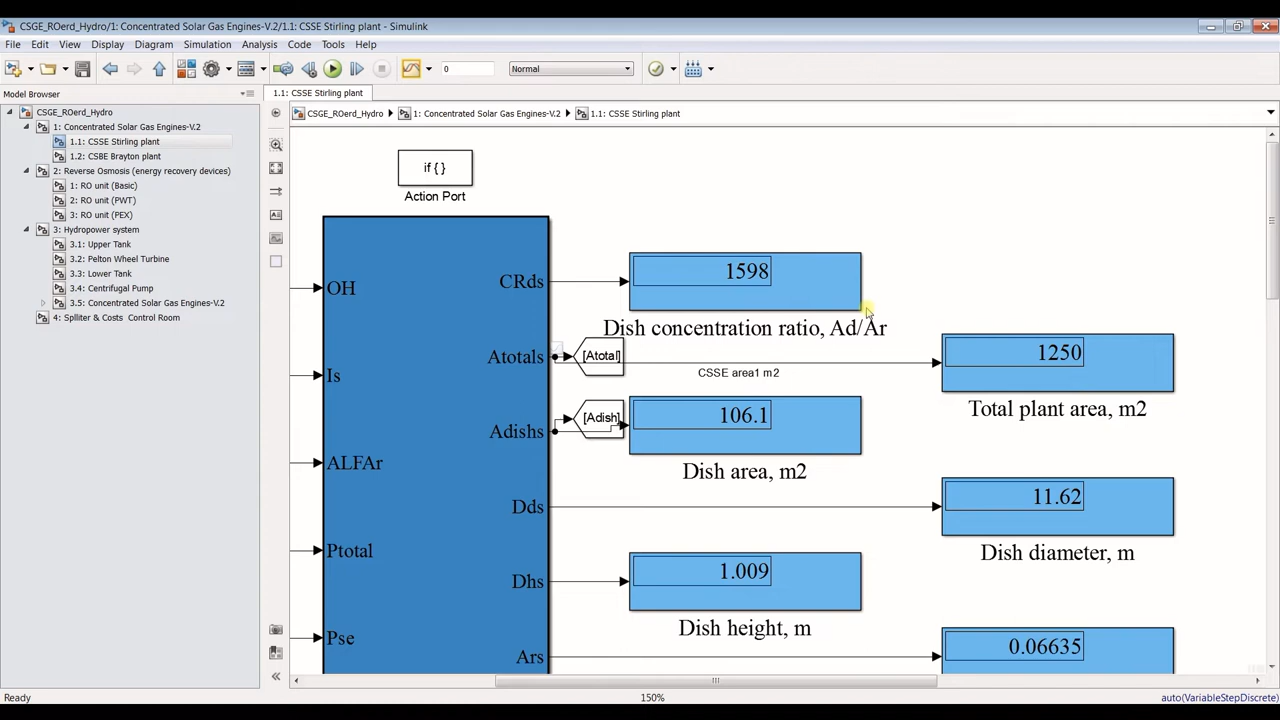 CSGE_ROerd_Hydro/1: Concentrated Solar Gas Engines-V.2/1.1: CSSE Stirling plant - Simulink
File Edit View Display Diagram Simulation Analysis Code Tools Help
0
Normal
Model Browser
1.1: CSSE Stirling plant
CSGE_ROerd_Hydro
1: Concentrated Solar Gas Engines-V.2
1.1: CSSE Stirling plant
CSGE_ROerd_Hydro
1: Concentrated Solar Gas Engines-V.2
1.1: CSSE Stirling plant
1.2: CSBE Brayton plant
2: Reverse Osmosis (energy recovery devices)
1: RO unit (Basic)
2: RO unit (PWT)
3: RO unit (PEX)
3: Hydropower system
3.1: Upper Tank
3.2: Pelton Wheel Turbine
3.3: Lower Tank
3.4: Centrifugal Pump
3.5: Concentrated Solar Gas Engines-V.2
4: Splliter & Costs Control Room
if { }
Action Port
OH
Is
ALFAr
Ptotal
Pse
CRds
Atotals
Adishs
Dds
Dhs
Ars
1598
Dish concentration ratio, Ad/Ar
[Atotal]
CSSE area1 m2
1250
Total plant area, m2
[Adish]
106.1
Dish area, m2
11.62
Dish diameter, m
1.009
Dish height, m
0.06635
Ready
150%
auto(VariableStepDiscrete)